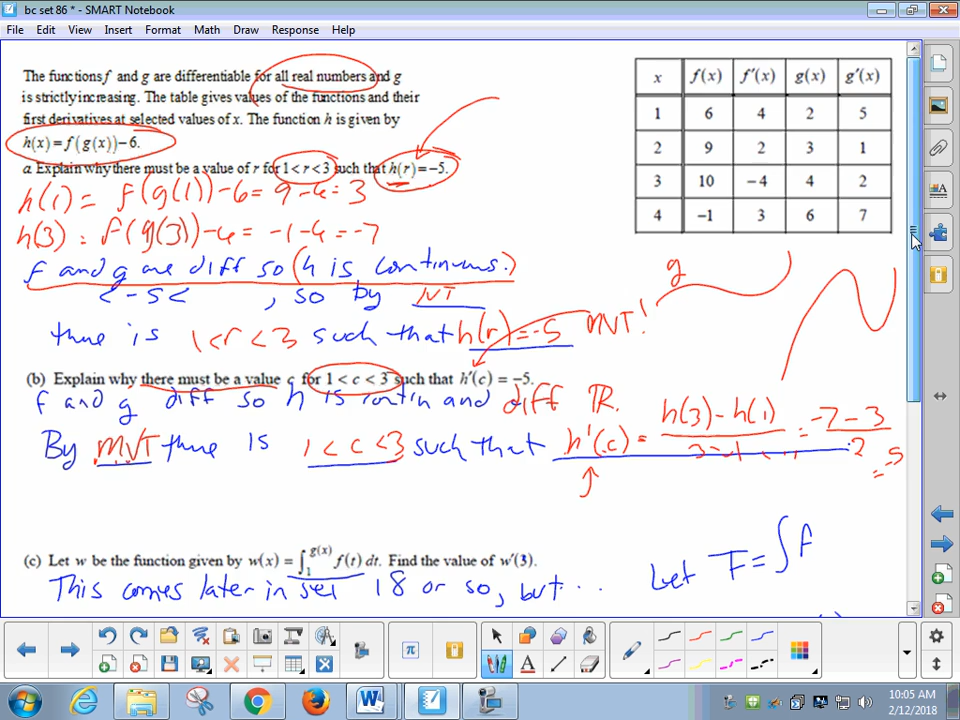 bc set 86 * - SMART Notebook
File Edit View Insert Format Math Draw Response Help
The functions f and g are differentiable for all real numbers and g
is strictly increasing. The table gives values of the functions and their
first derivatives at selected values of x. The function h is given by
h(x) = f(g(x)) − 6.
x f(x) f′(x) g(x) g′(x)
1 6 4 2 5
2 9 2 3 1
3 10 −4 4 2
4 −1 3 6 7
a Explain why there must be a value of r for 1 < r < 3 such that h(r) = −5.
h(1) = f(g(1)) − 6 = 9 − 6 = 3
h(3) = f(g(3)) − 6 = −1 − 6 = −7
f and g are diff so (h is continuous.)
< −5 < , so by IVT
there is 1 < r < 3 such that h(r) = −5 MVT!
g
(b) Explain why there must be a value c for 1 < c < 3 such that h′(c) = −5.
f and g diff so h is contin and diff IR.
By MVT there is 1 < c < 3 such that h′(c) = h(3) − h(1) / 3 − 1 = −7 − 3 / 2 = −5
(c) Let w be the function given by w(x) = ∫₁^g(x) f(t) dt. Find the value of w′(3).
This comes later in set 18 or so, but...
Let F = ∫f
10:05 AM
2/12/2018